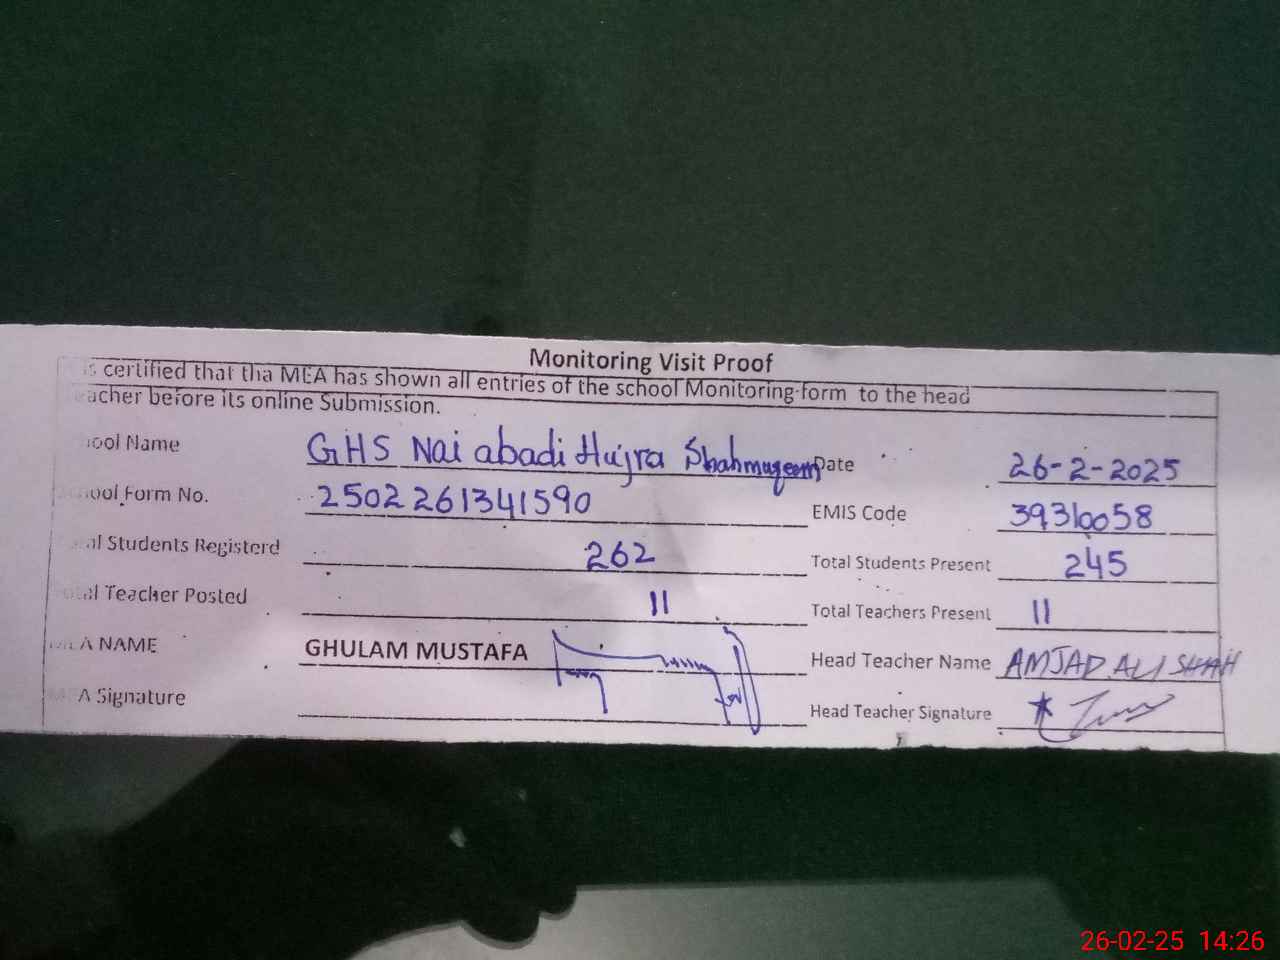 Monitoring Visit Proof
is certified that tha MEA has shown all entries of the school Monitoring form to the head
eacher before its online Submission.
ool Name GHS Nai abadi Hujra Shahmuqeem Date 26-2-2025
ool Form No. 2502261341590 EMIS Code 39310058
al Students Registerd 262 Total Students Present 245
tal Teacher Posted 11 Total Teachers Present 11
MEA NAME GHULAM MUSTAFA Head Teacher Name AMJAD ALI SHAH
MEA Signature Head Teacher Signature
26-02-25 14:26